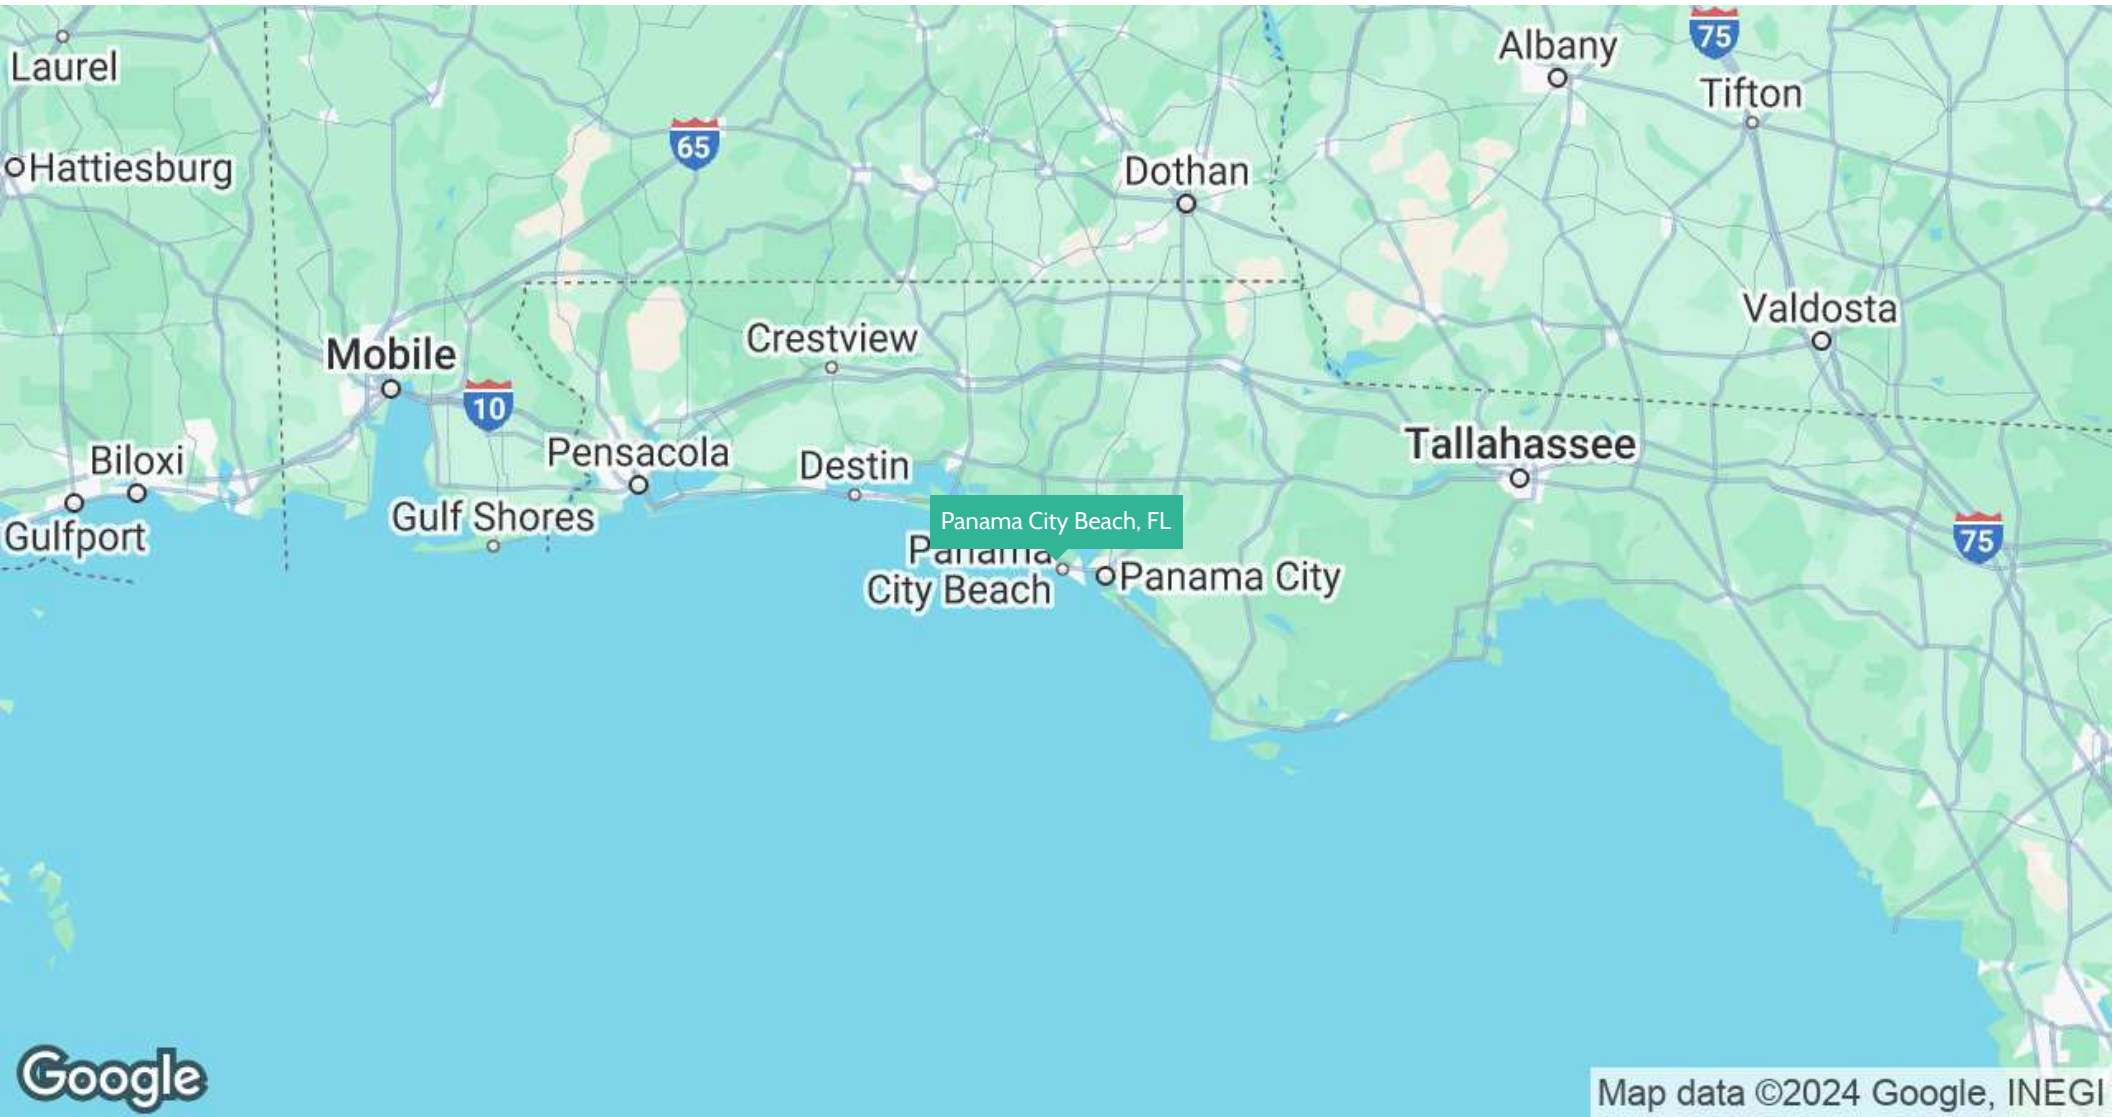 Laurel
Albany
75
Tifton
65
Hattiesburg
Dothan
Valdosta
Crestview
Mobile
10
Tallahassee
Pensacola
Destin
Biloxi
Gulf Shores
Panama City Beach, FL
Gulfport
75
Panama
City Beach
Panama City
Google
Map data ©2024 Google, INEGI